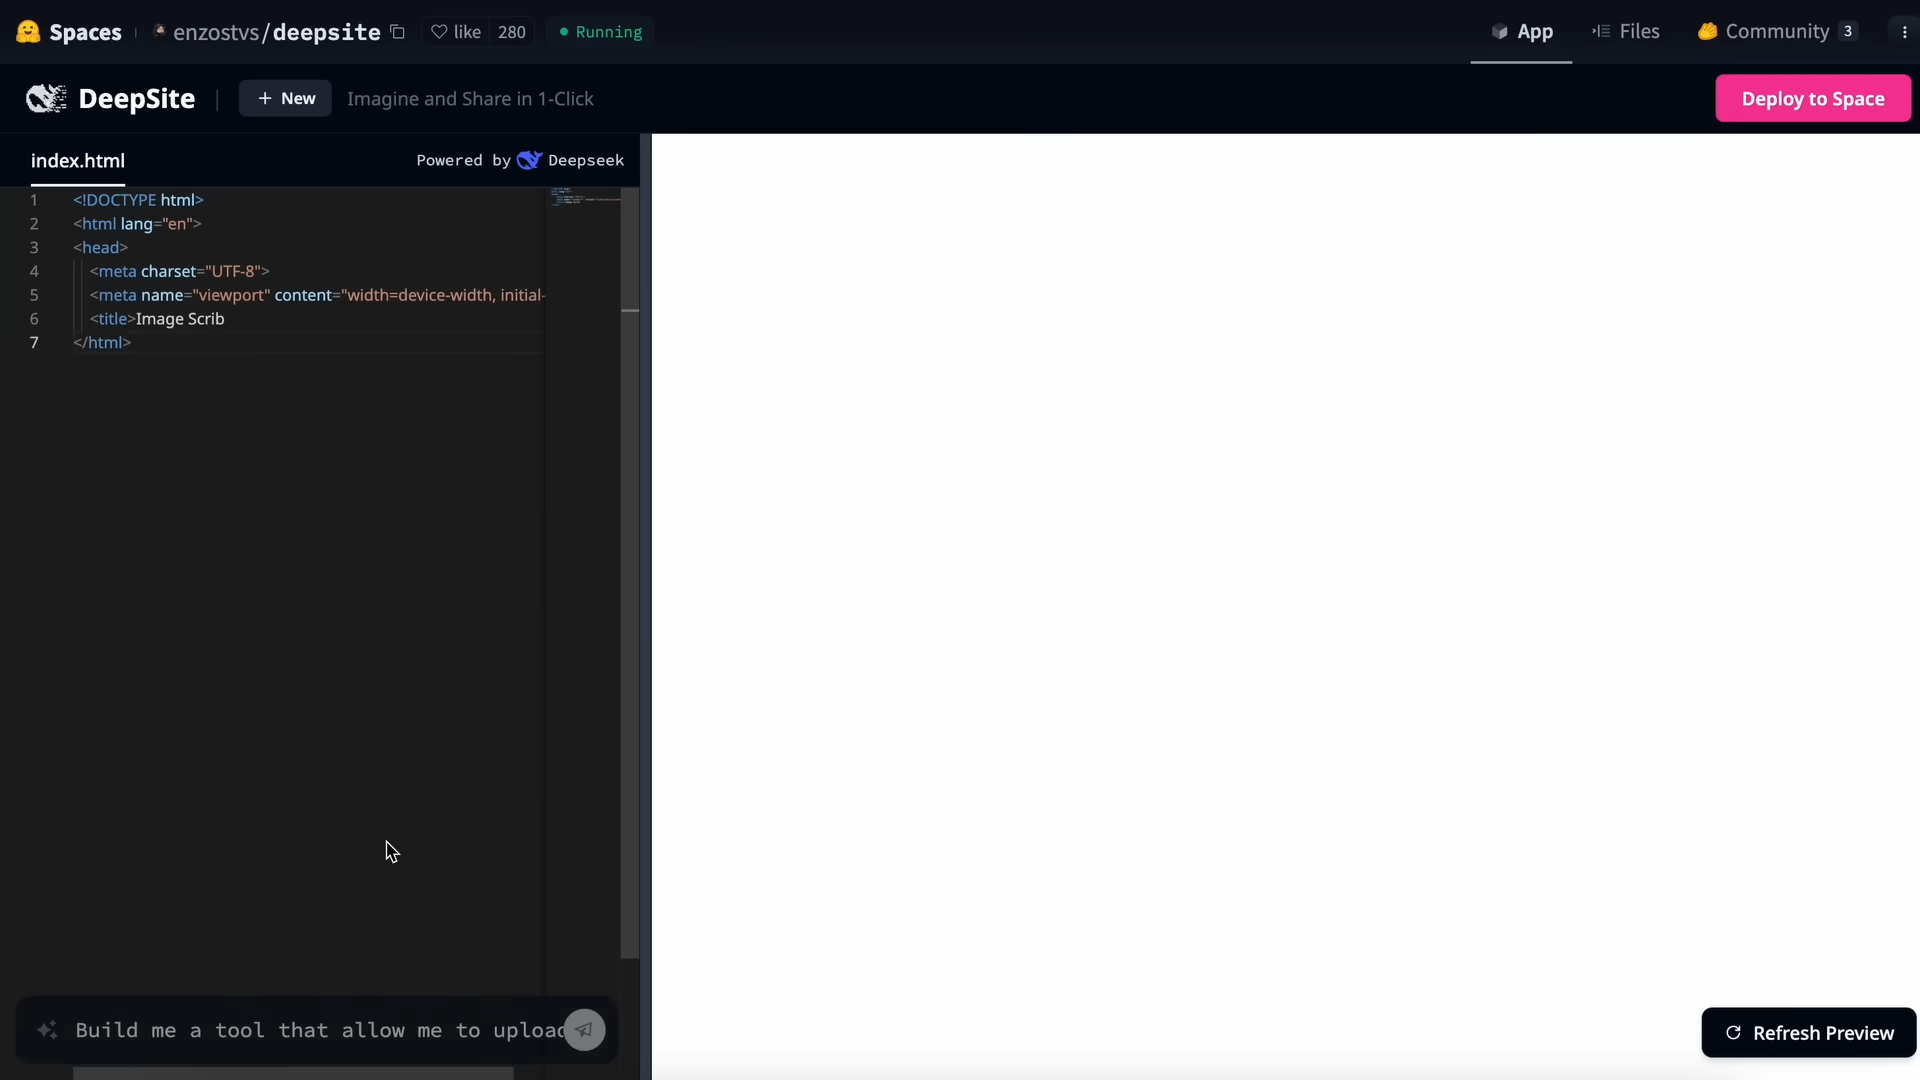 Spaces
enzostvs/deepsite
like 280
Running
App
Files
Community 3
DeepSite
+ New
Imagine and Share in 1-Click
Deploy to Space
index.html
Powered by Deepseek
1 <!DOCTYPE html>
2 <html lang="en">
3 <head>
4 <meta charset="UTF-8">
5 <meta name="viewport" content="width=device-width, initial-
6 <title>Image Scrib
7 </html>
Build me a tool that allow me to upload
Refresh Preview